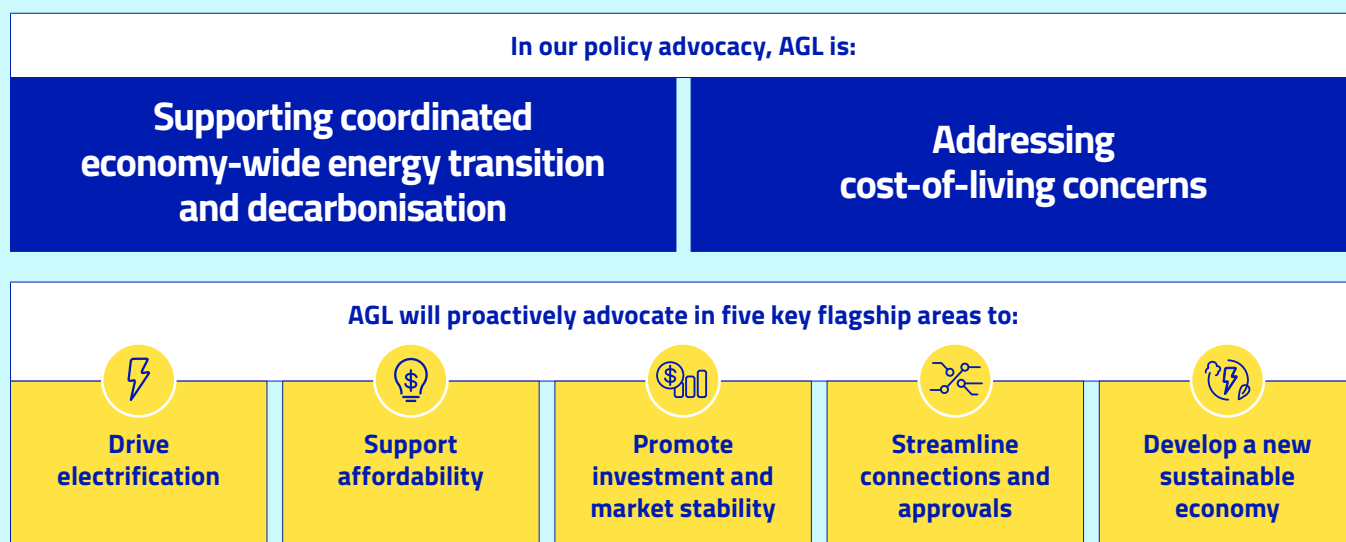 In our policy advocacy, AGL is:
Supporting coordinated
economy-wide energy transition
and decarbonisation
Addressing
cost-of-living concerns
AGL will proactively advocate in five key flagship areas to:
Drive
electrification
Support
affordability
Promote
investment and
market stability
Streamline
connections and
approvals
Develop a new
sustainable
economy